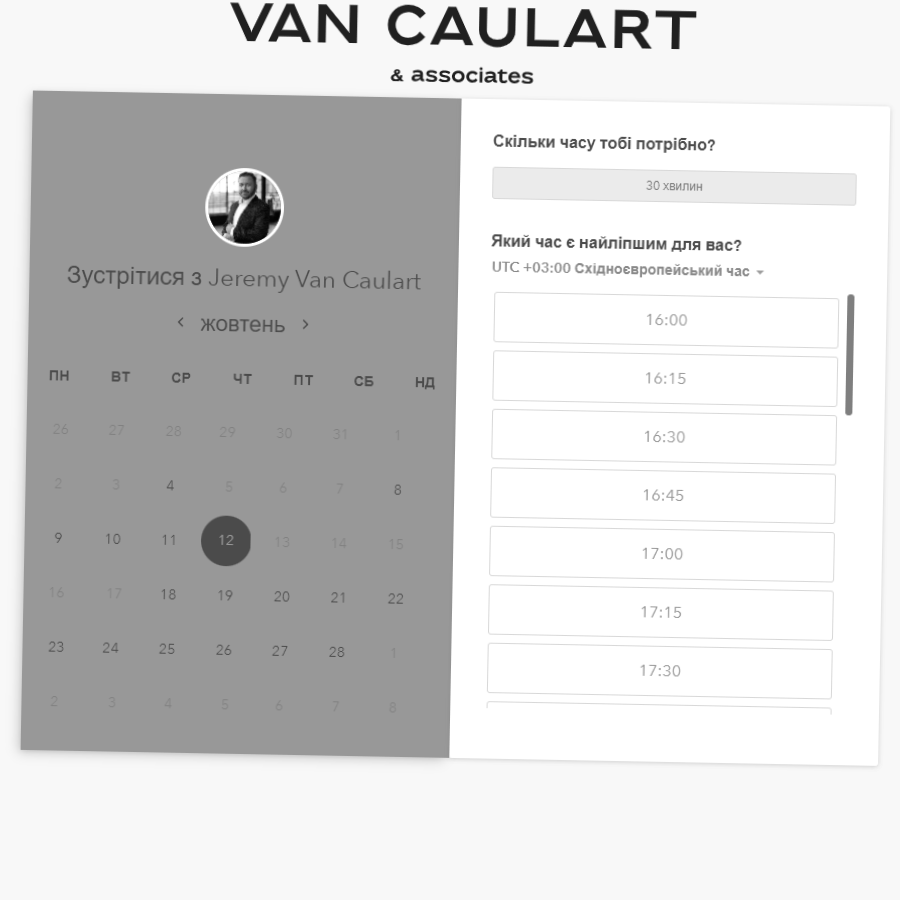 VAN CAULART
& associates
Зустрітися з Jeremy Van Caulart
жовтень
ПН ВТ СР ЧТ ПТ СБ НД
26 27 28 29 30 31 1
2 3 4 5 6 7 8
9 10 11 12 13 14 15
16 17 18 19 20 21 22
23 24 25 26 27 28 1
2 3 4 5 6 7 8
Скільки часу тобі потрібно?
30 хвилин
Який час є найліпшим для вас?
UTC +03:00 Східноєвропейський час
16:00
16:15
16:30
16:45
17:00
17:15
17:30